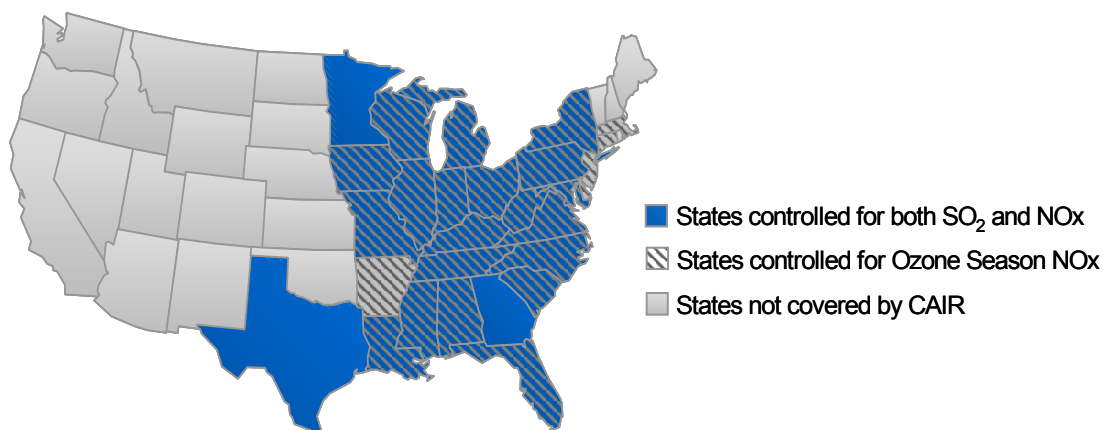 States controlled for both SO₂ and NOx
States controlled for Ozone Season NOx
States not covered by CAIR